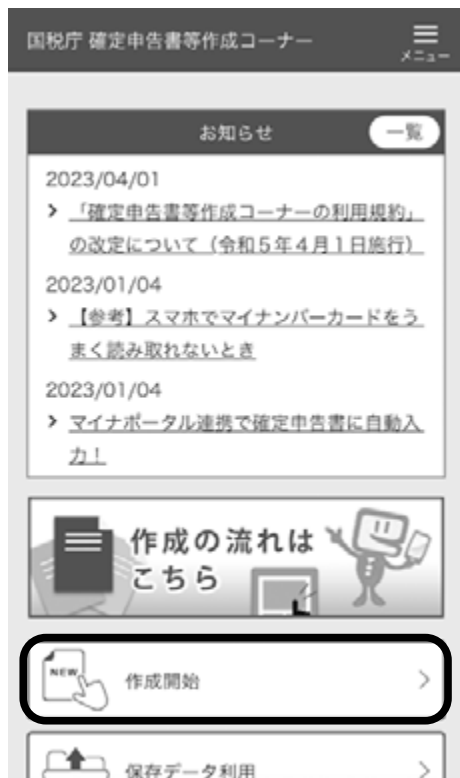 国税庁 確定申告書等作成コーナー
メニュー
お知らせ
一覧
2023/04/01
「確定申告書等作成コーナーの利用規約」
の改定について（令和５年４月１日施行）
2023/01/04
【参考】スマホでマイナンバーカードをう
まく読み取れないとき
2023/01/04
マイナポータル連携で確定申告書に自動入
力！
作成の流れは
こちら
NEW
作成開始
保存データ利用